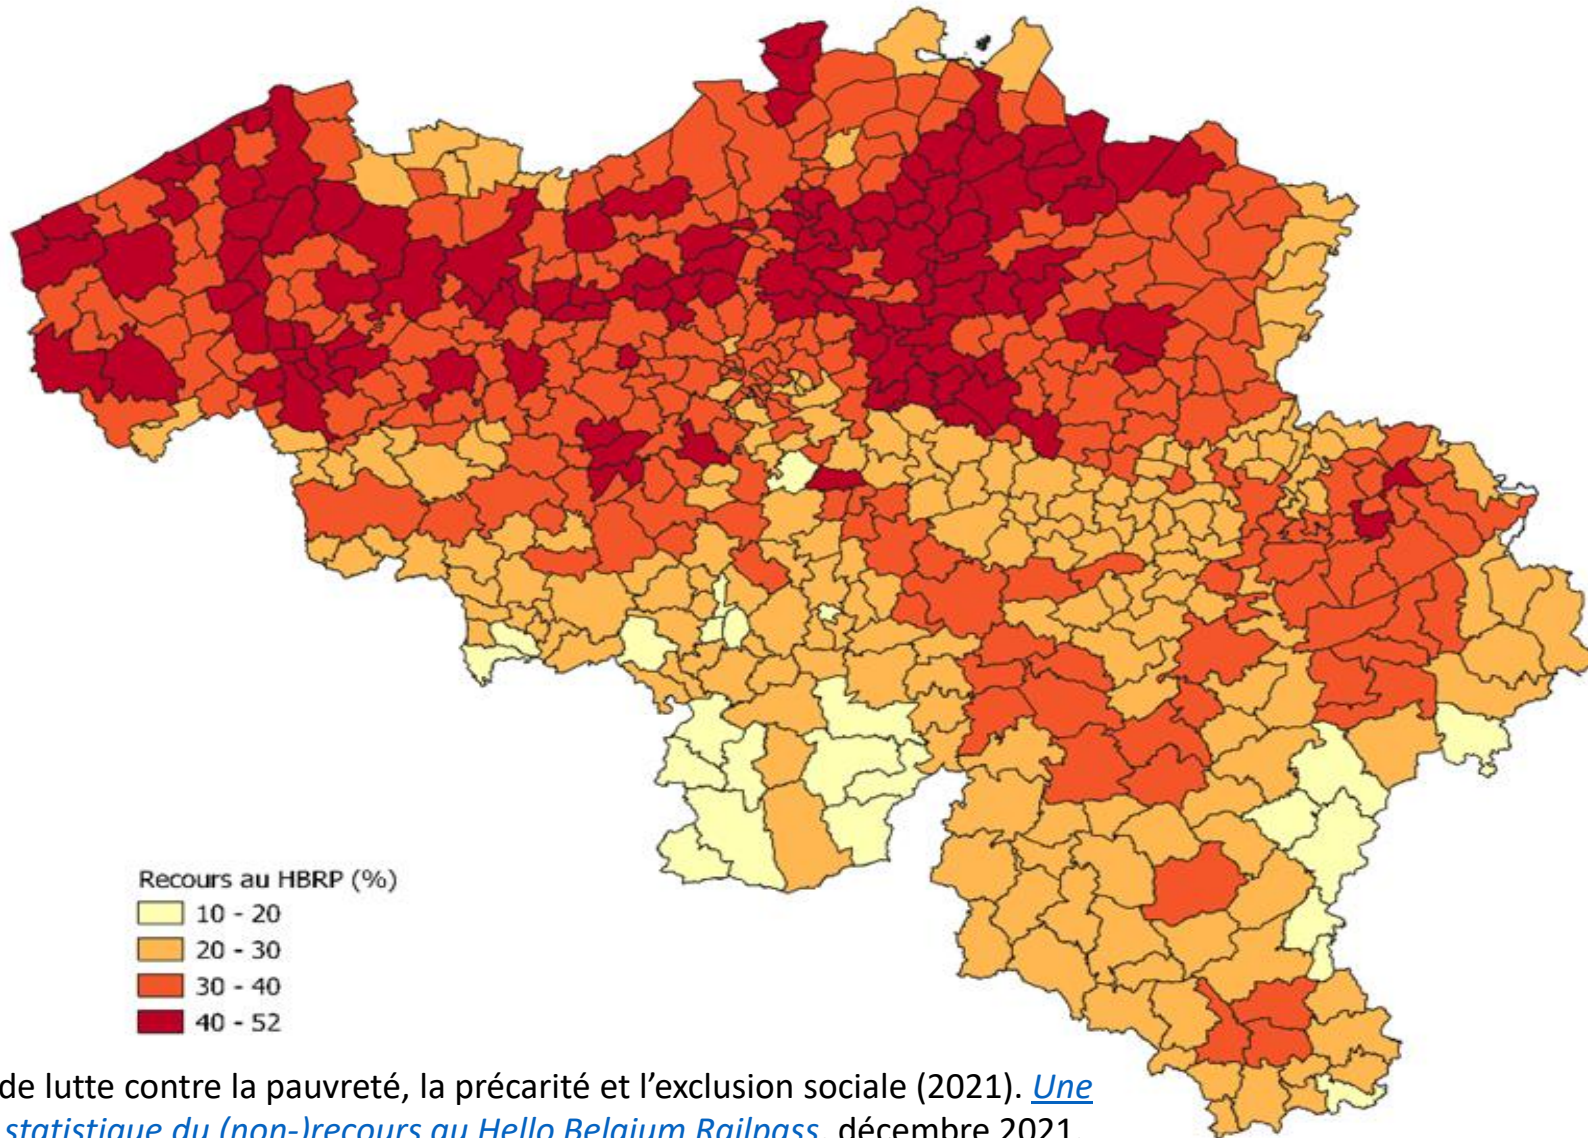 Recours au HBRP (%)
10 - 20
20 - 30
30 - 40
40 - 52
de lutte contre la pauvreté, la précarité et l’exclusion sociale (2021). Une
statistique du (non-)recours au Hello Belgium Railpass, décembre 2021